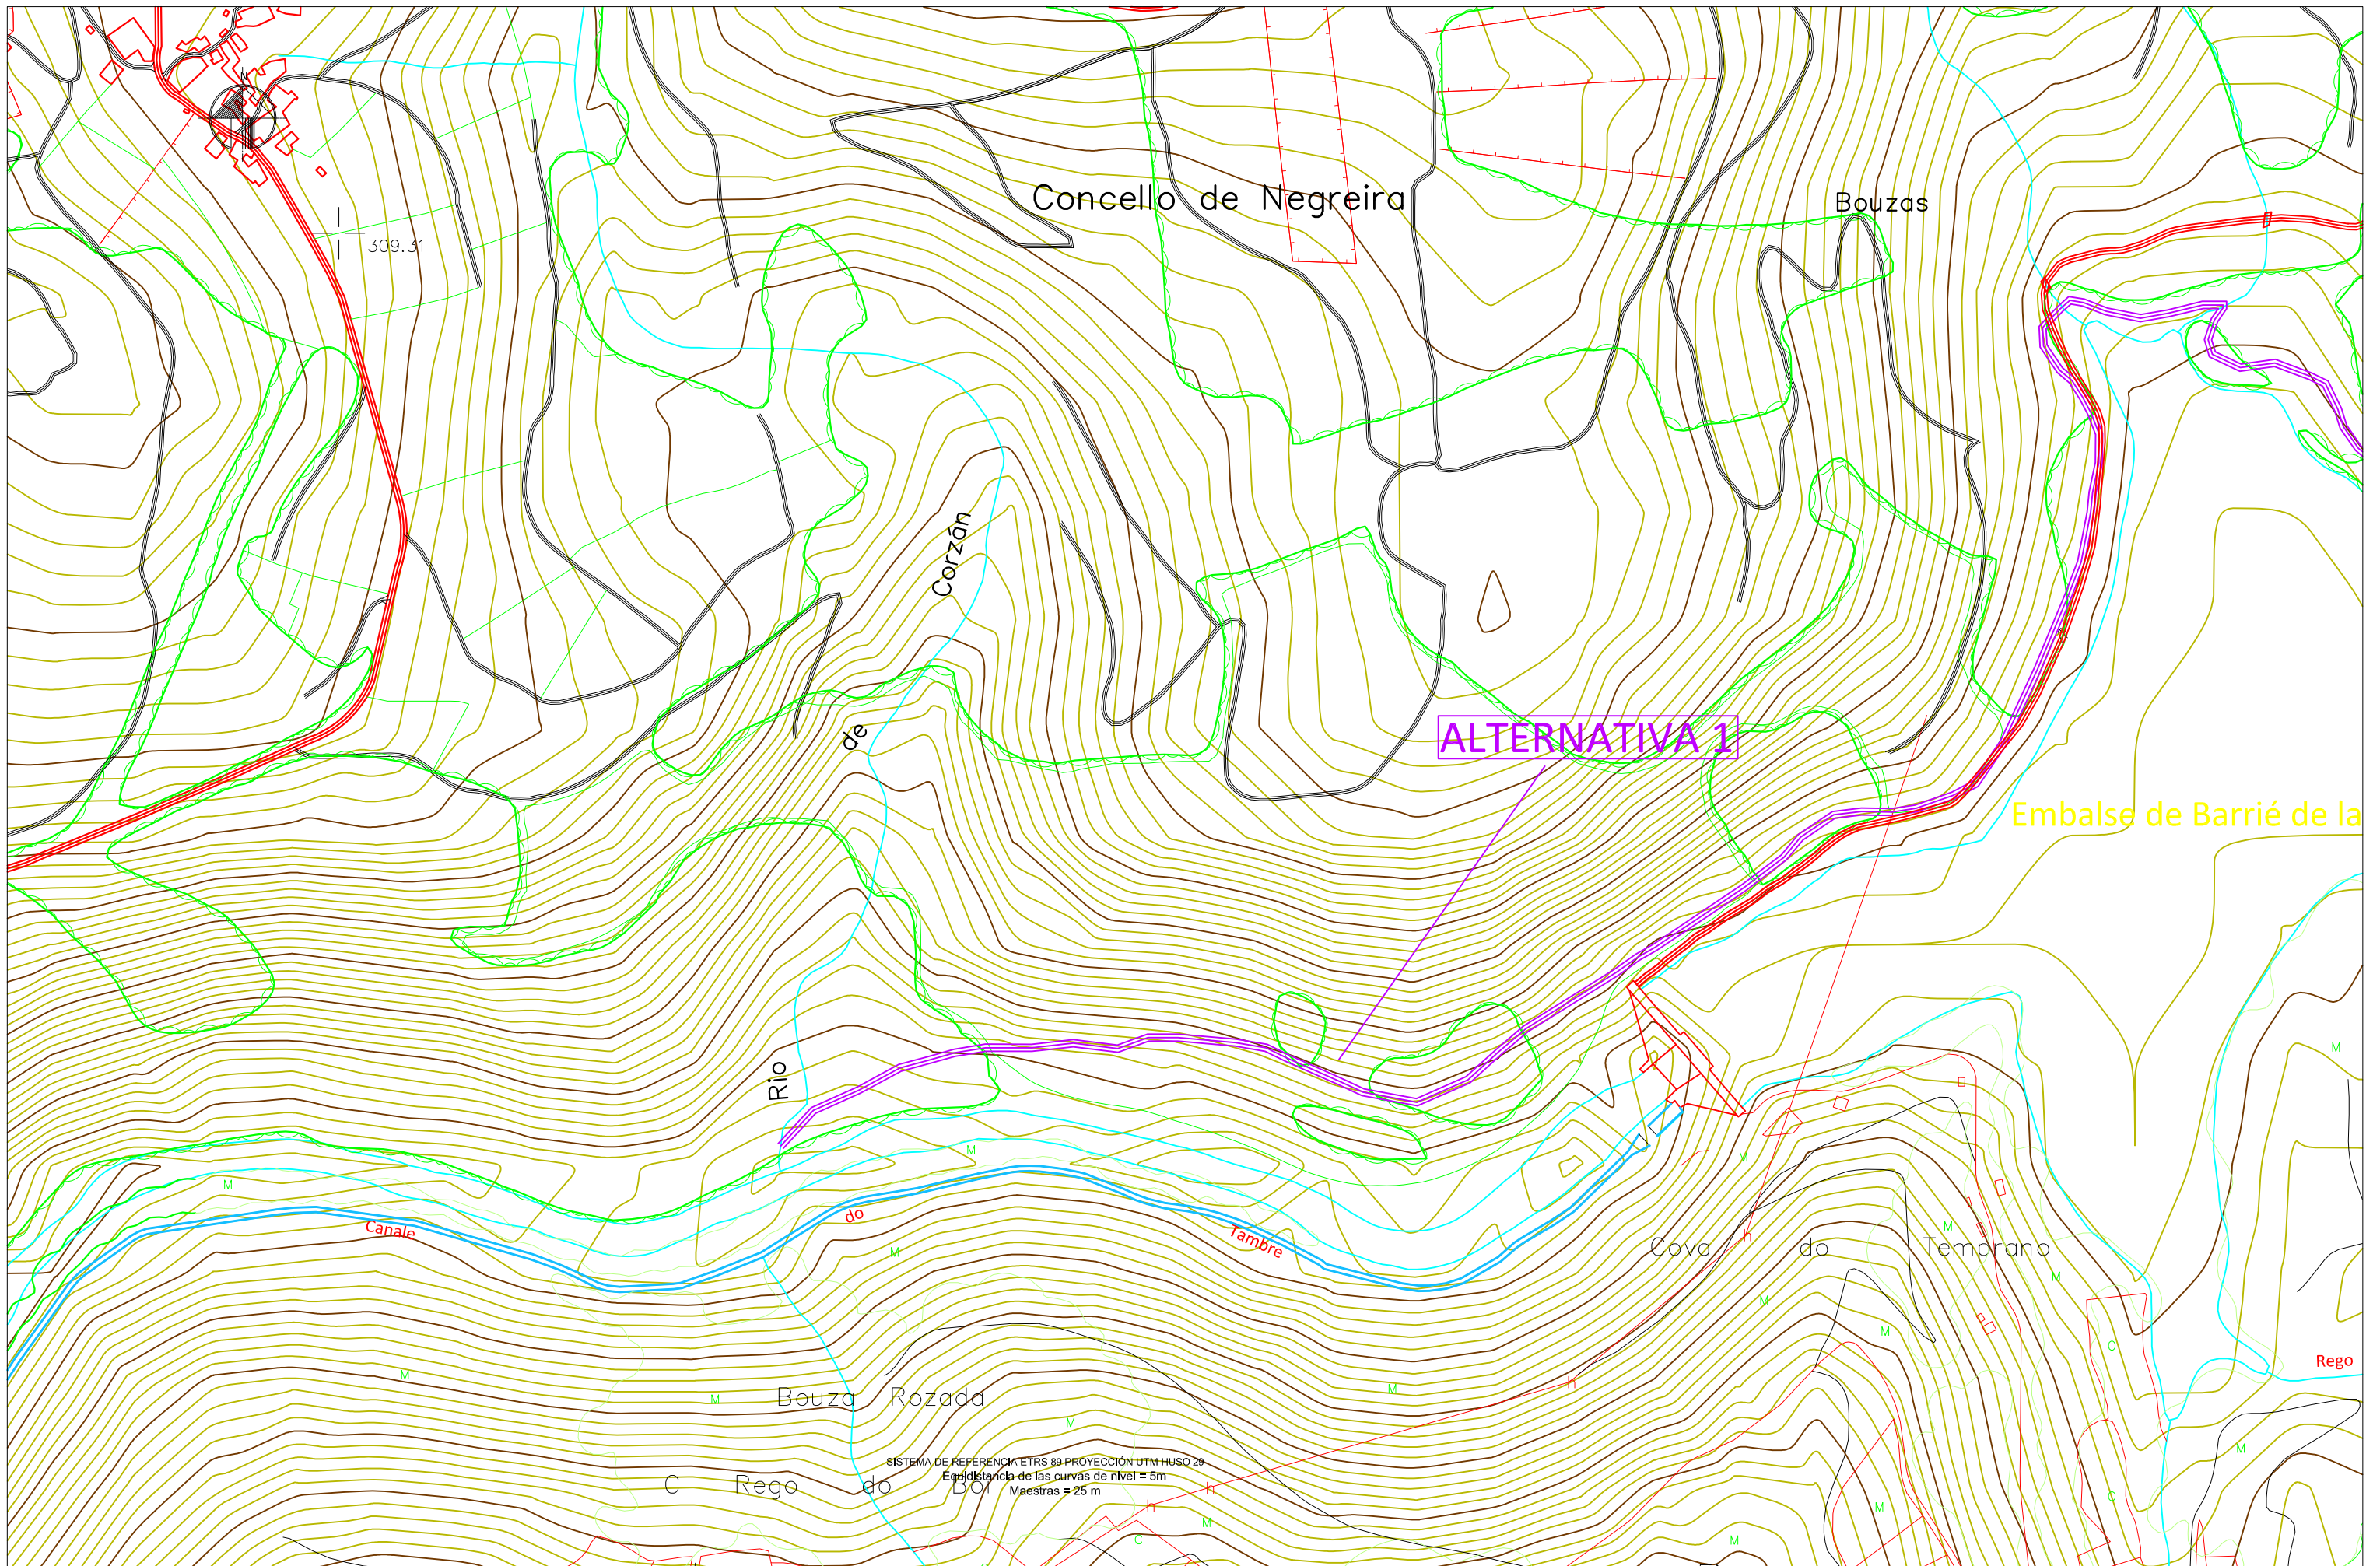 N
Concello de Negreira
Bouzas
309.31
Corzán
de
Rio
ALTERNATIVA 1
Embalse de Barrié de la
M
M
M
M
Canale
do
Tambre
M
M
M
Cova do Temprano
h
M
M
M
C
Rego
h
M
M
M
Bouza Rozada
M
M
SISTEMA DE REFERENCIA ETRS 89 PROYECCIÓN UTM HUSO 29
Equidistancia de las curvas de nivel = 5m
Maestras = 25 m
C Rego do Bol
h
h
M
C
M
M
C